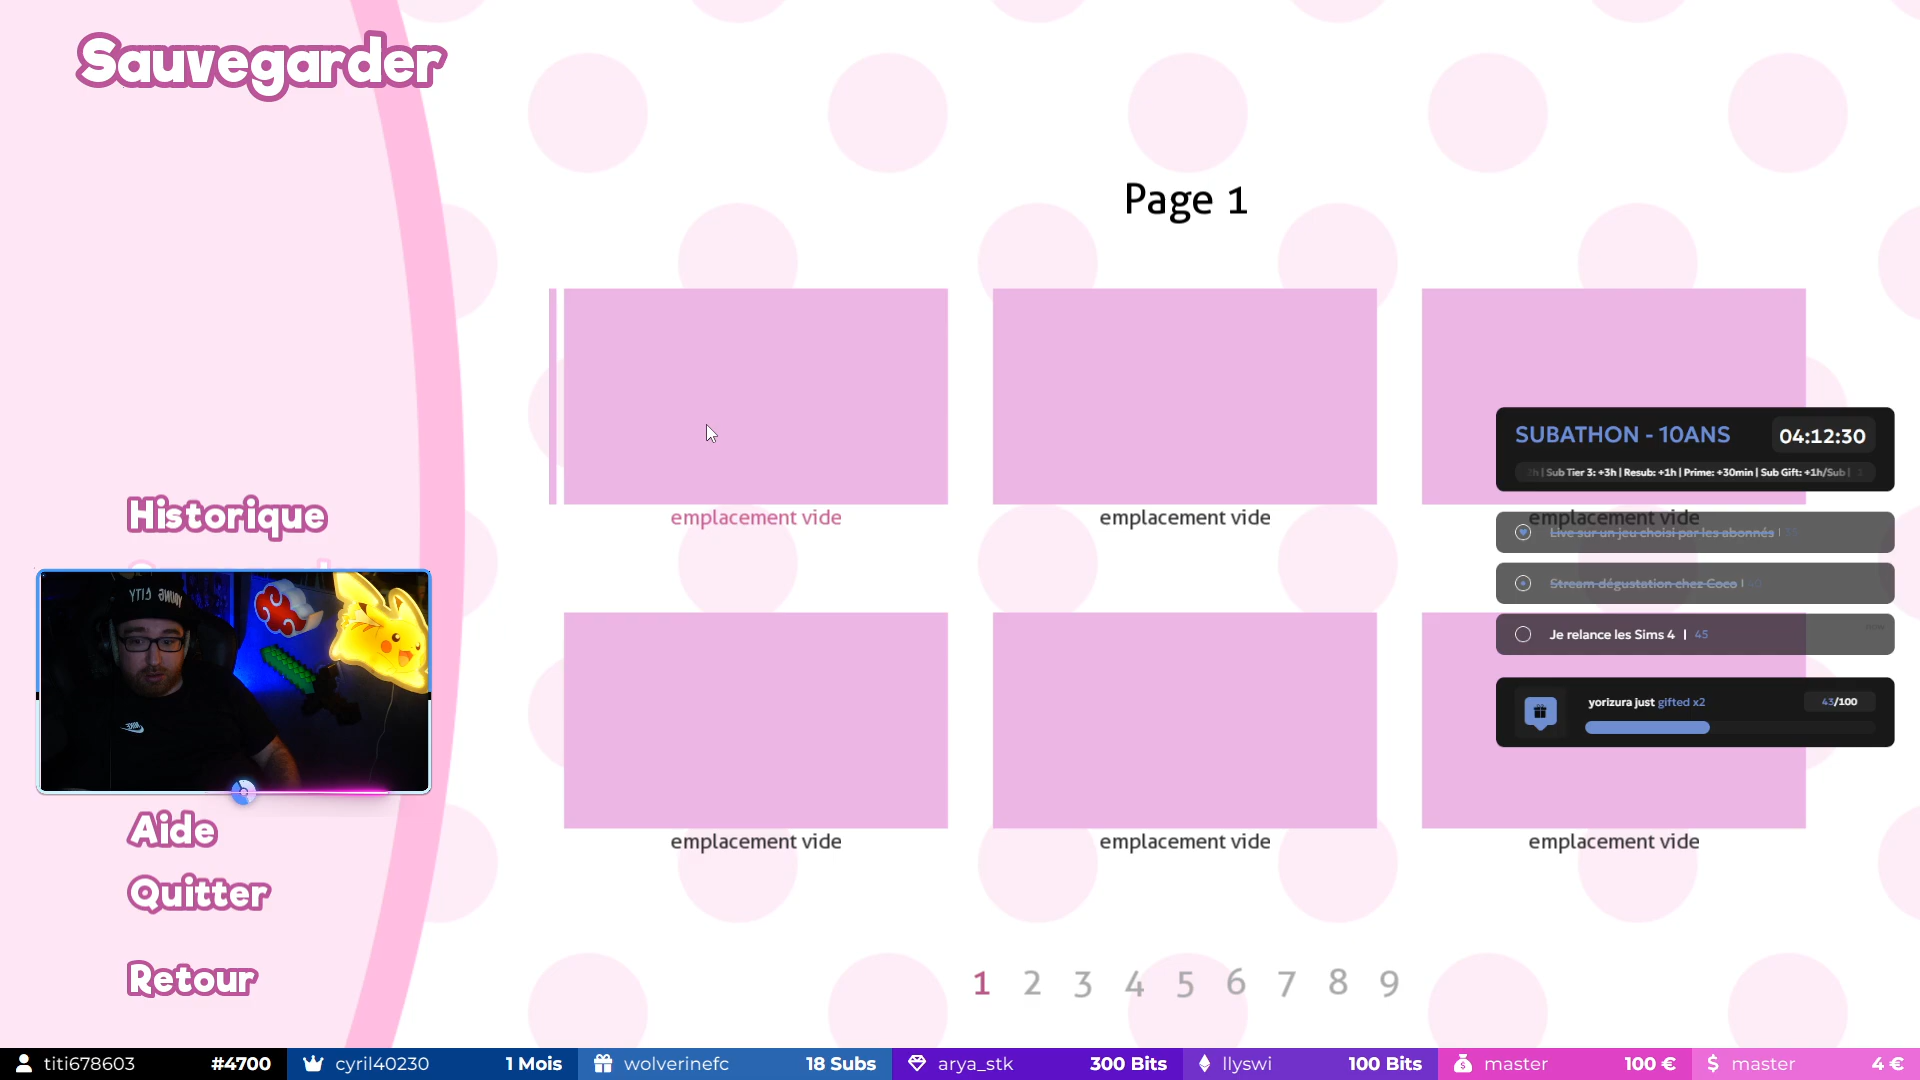 Sauvegarder
Page 1
emplacement vide
emplacement vide
emplacement vide
emplacement vide
emplacement vide
emplacement vide
1 2 3 4 5 6 7 8 9
Historique
Aide
Quitter
Retour
YOUNG CITY
SUBATHON - 10ANS
04:12:30
| Sub Tier 3: +3h | Resub: +1h | Prime: +30min | Sub Gift: +1h/Sub |
Live sur un jeu choisi par les abonnés |
Stream dégustation chez Coco | 40
Je relance les Sims 4 | 45
yorizura just gifted x2
43/100
titi678603 #4700
cyril40230 1 Mois
wolverinefc 18 Subs
arya_stk 300 Bits
llyswi 100 Bits
master 100 €
master 4 €